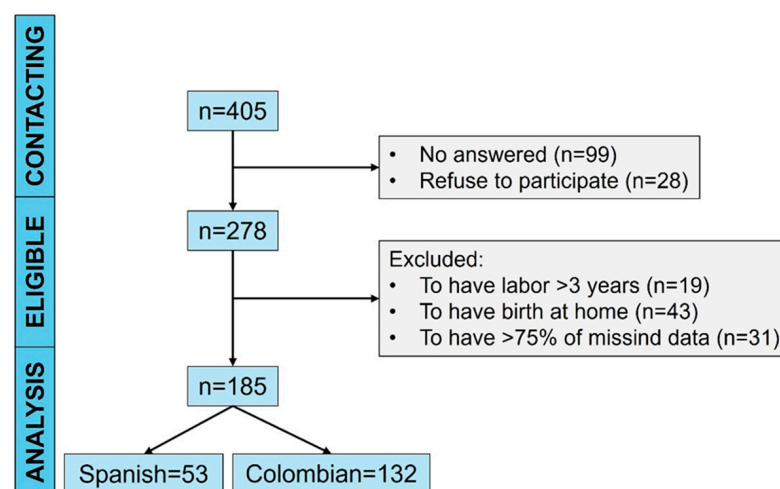 CONTACTING
n=405
• No answered (n=99)
• Refuse to participate (n=28)
ELIGIBLE
n=278
Excluded:
• To have labor >3 years (n=19)
• To have birth at home (n=43)
• To have >75% of missind data (n=31)
ANALYSIS
n=185
Spanish=53
Colombian=132